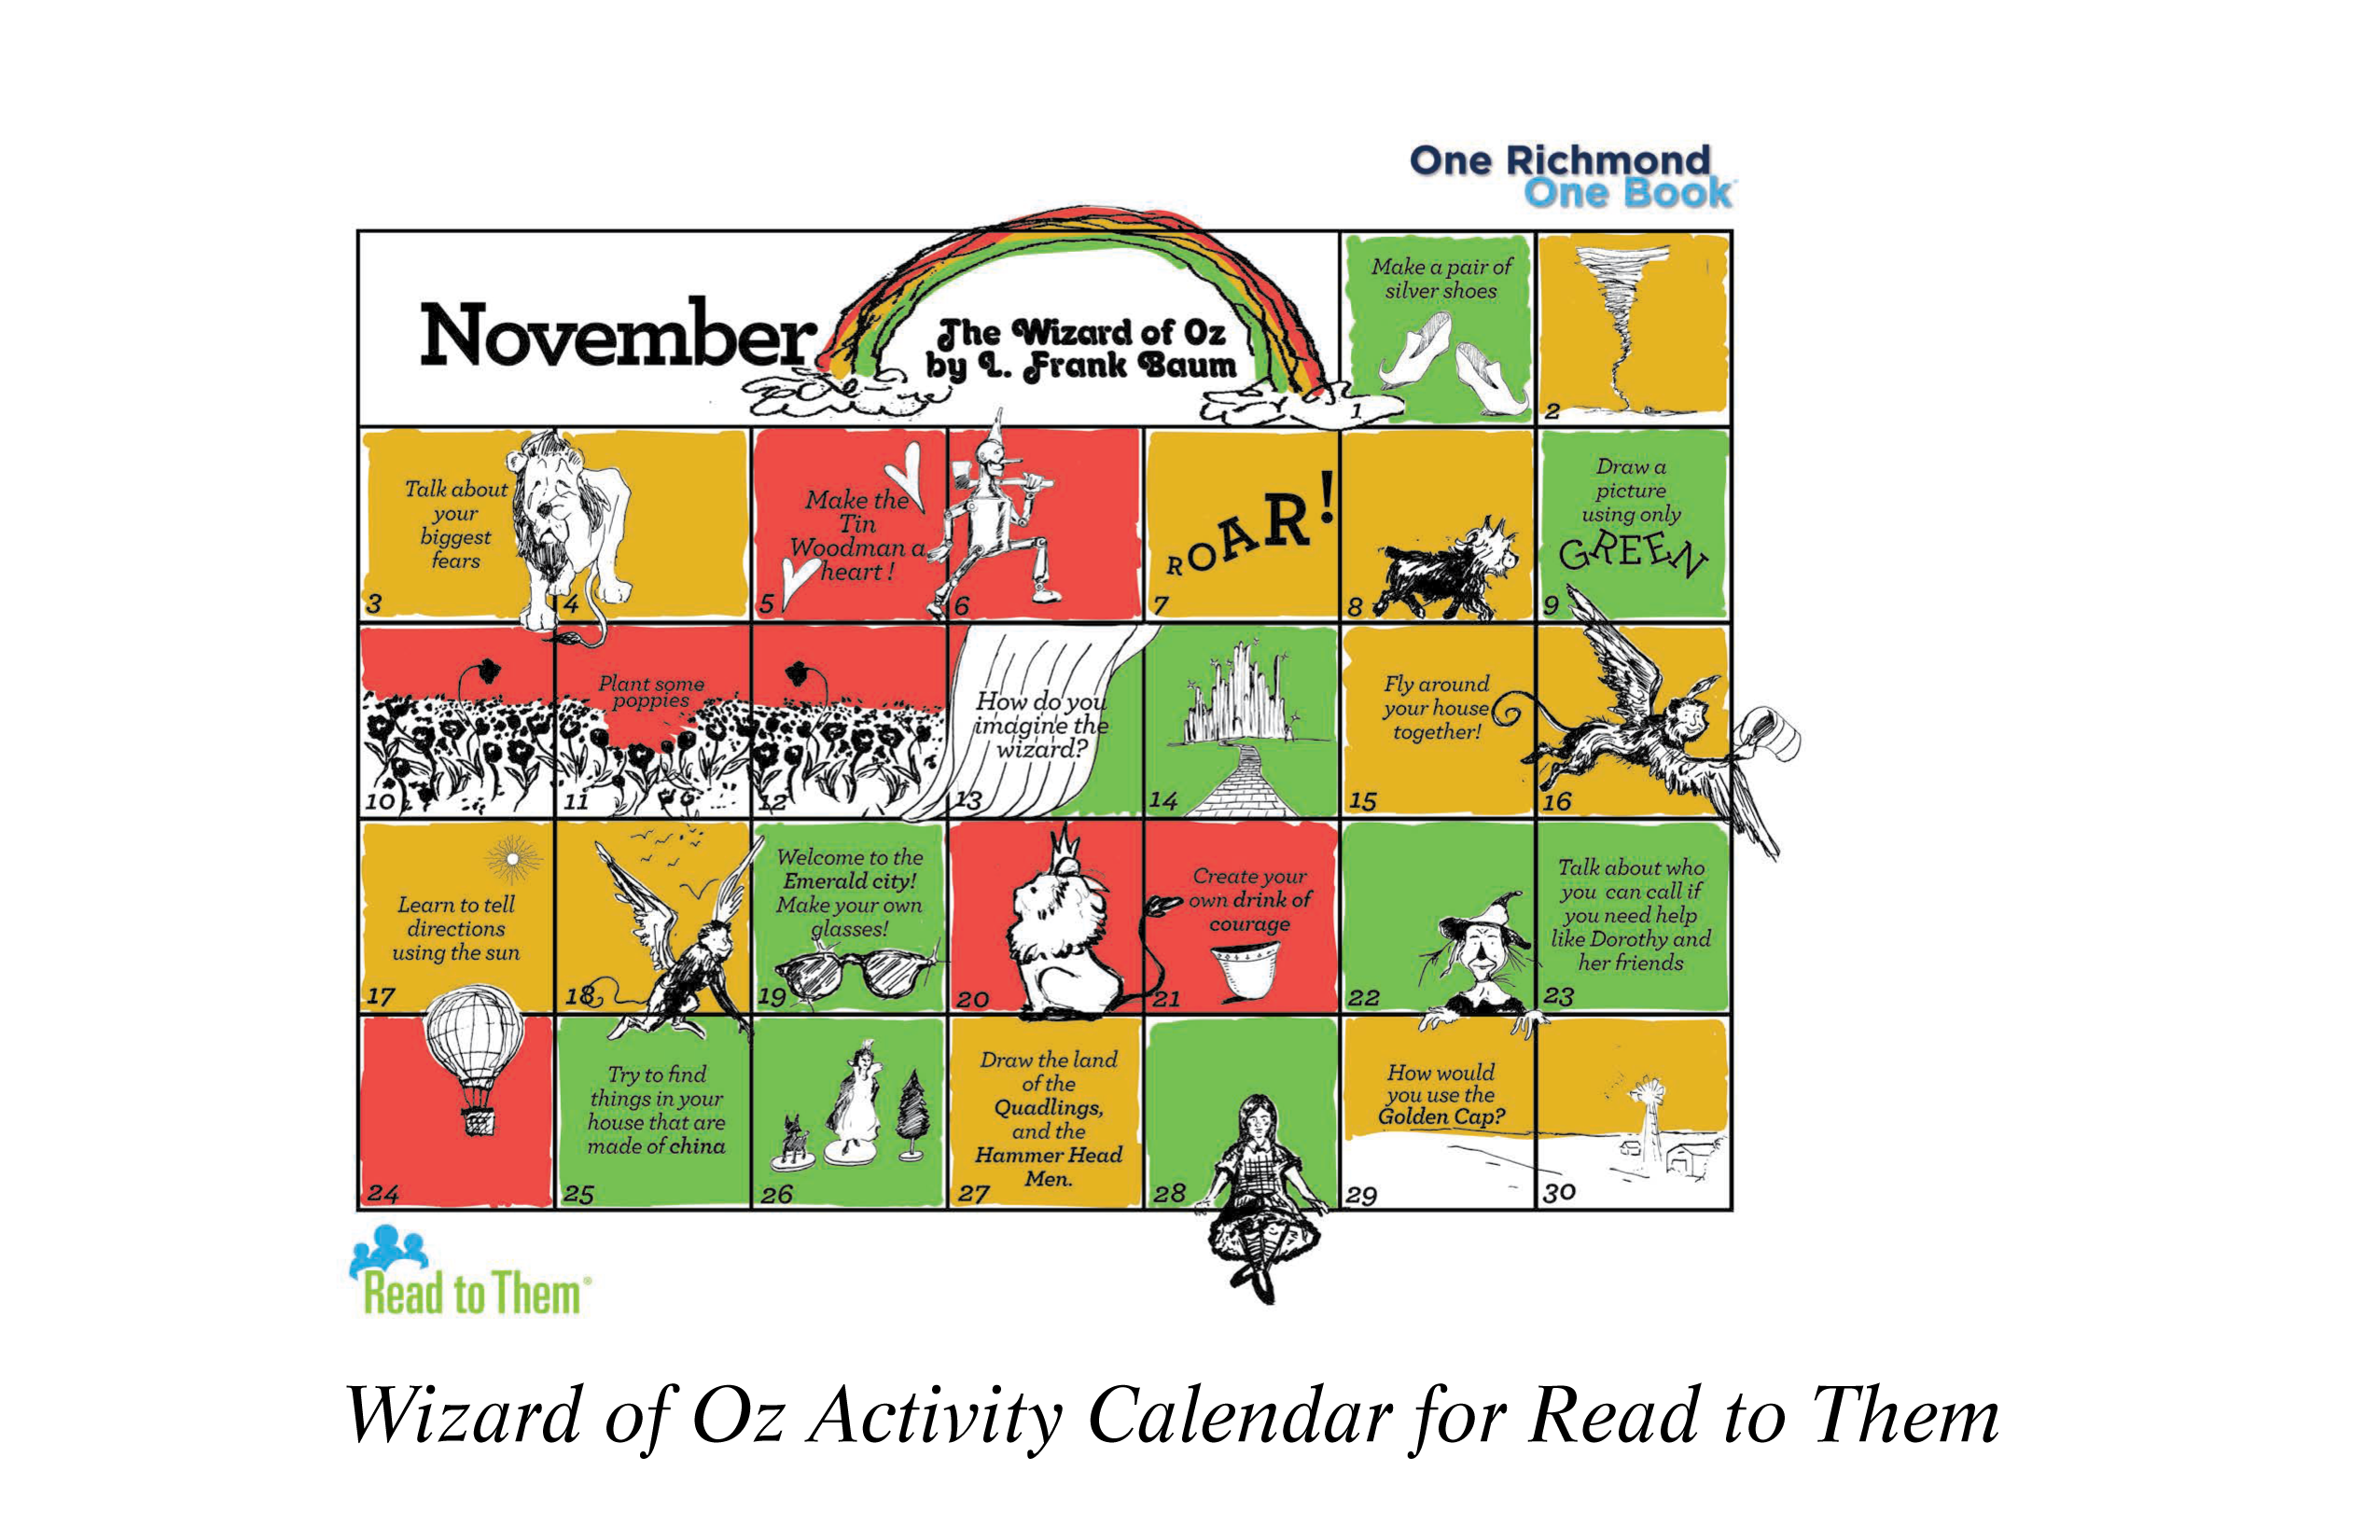 One Richmond
One Book
November
The Wizard of Oz
by L. Frank Baum
Make a pair of
silver shoes
1
2
Talk about
your
biggest
fears
3
4
Make the
Tin
Woodman a
heart!
5
6
ROAR!
7
8
Draw a
picture
using only
GREEN
9
10
Plant some
poppies
11
12
How do you
imagine the
wizard?
13
14
Fly around
your house
together!
15
16
Learn to tell
directions
using the sun
17
18
Welcome to the
Emerald city!
Make your own
glasses!
19
20
Create your
own drink of
courage
21
22
Talk about who
you can call if
you need help
like Dorothy and
her friends
23
24
Try to find
things in your
house that are
made of china
25
26
Draw the land
of the
Quadlings,
and the
Hammer Head
Men.
27
28
How would
you use the
Golden Cap?
29
30
Read to Them®
Wizard of Oz Activity Calendar for Read to Them